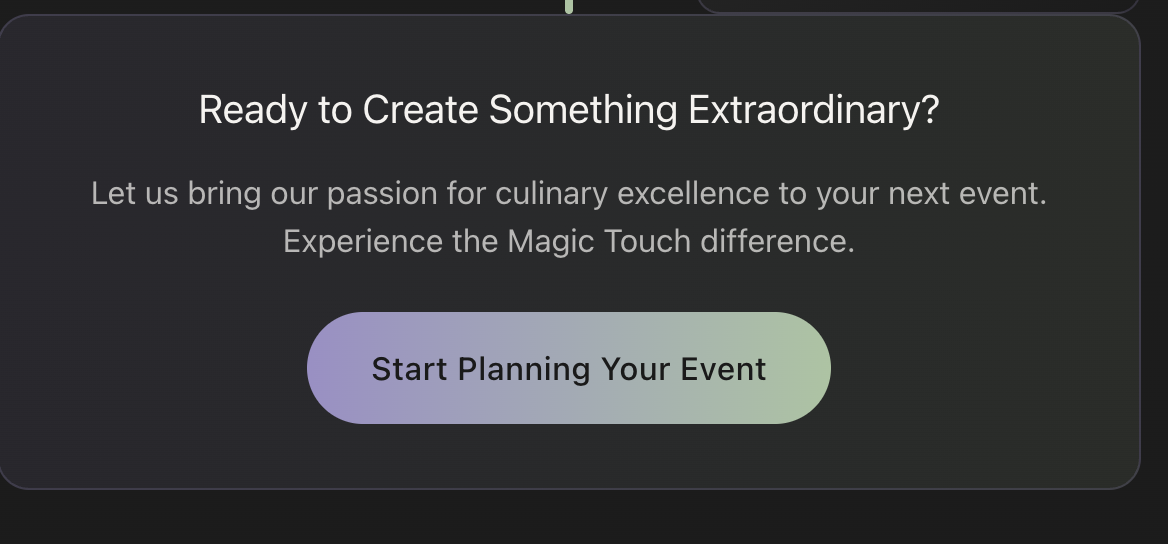 Ready to Create Something Extraordinary?
Let us bring our passion for culinary excellence to your next event.
Experience the Magic Touch difference.
Start Planning Your Event